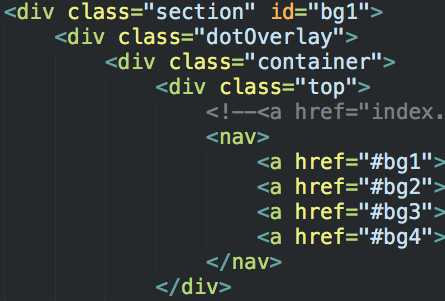 <div class="section" id="bg1">
<div class="dotOverlay">
<div class="container">
<div class="top">
<!--<a href="index.
<nav>
<a href="#bg1">
<a href="#bg2">
<a href="#bg3">
<a href="#bg4">
</nav>
</div>